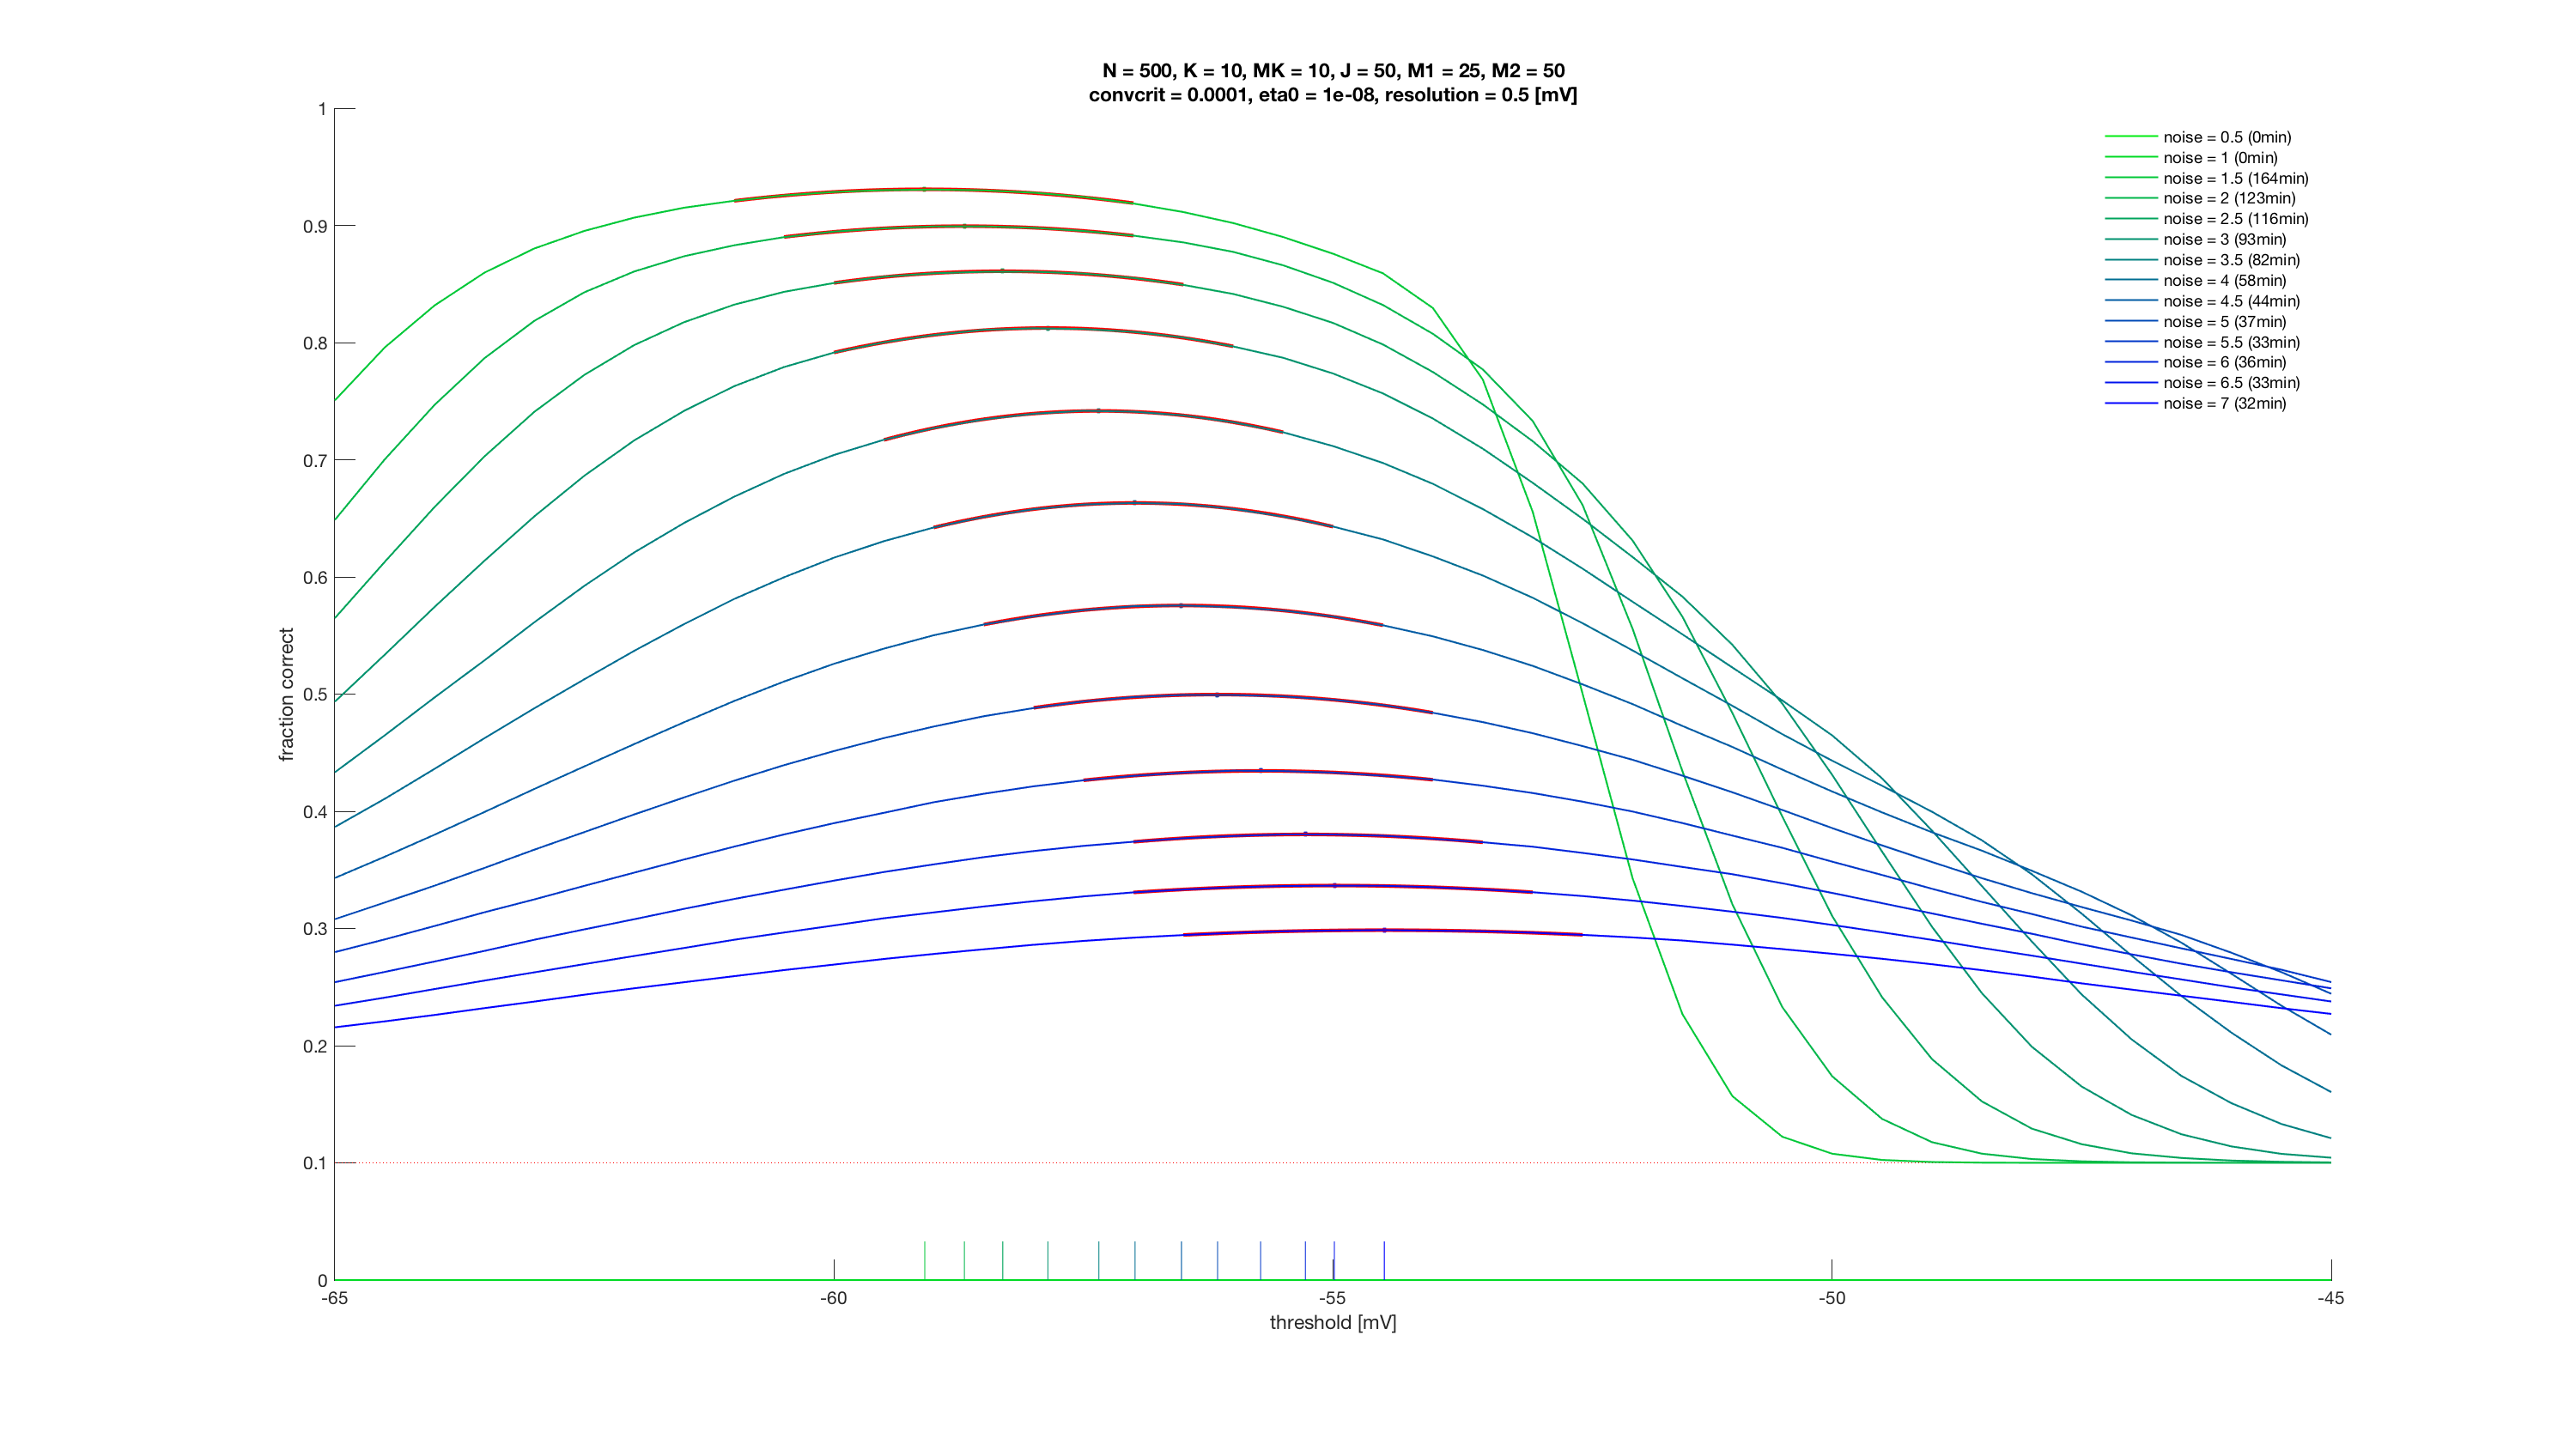 N = 500, K = 10, MK = 10, J = 50, M1 = 25, M2 = 50
convcrit = 0.0001, eta0 = 1e-08, resolution = 0.5 [mV]
noise = 0.5 (0min)
noise = 1 (0min)
noise = 1.5 (164min)
noise = 2 (123min)
noise = 2.5 (116min)
noise = 3 (93min)
noise = 3.5 (82min)
noise = 4 (58min)
noise = 4.5 (44min)
noise = 5 (37min)
noise = 5.5 (33min)
noise = 6 (36min)
noise = 6.5 (33min)
noise = 7 (32min)
1
0.9
0.8
0.7
0.6
0.5
0.4
0.3
0.2
0.1
0
fraction correct
-65 -60 -55 -50 -45
threshold [mV]